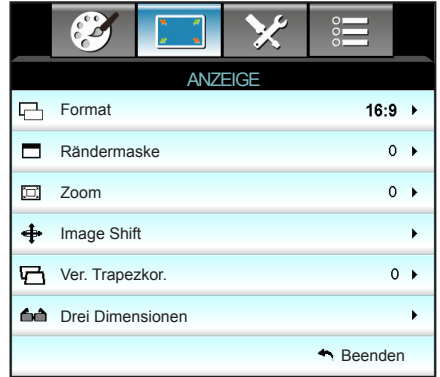 ANZEIGE
Format 16:9
Rändermaske 0
Zoom 0
Image Shift
Ver. Trapezkor. 0
Drei Dimensionen
Beenden